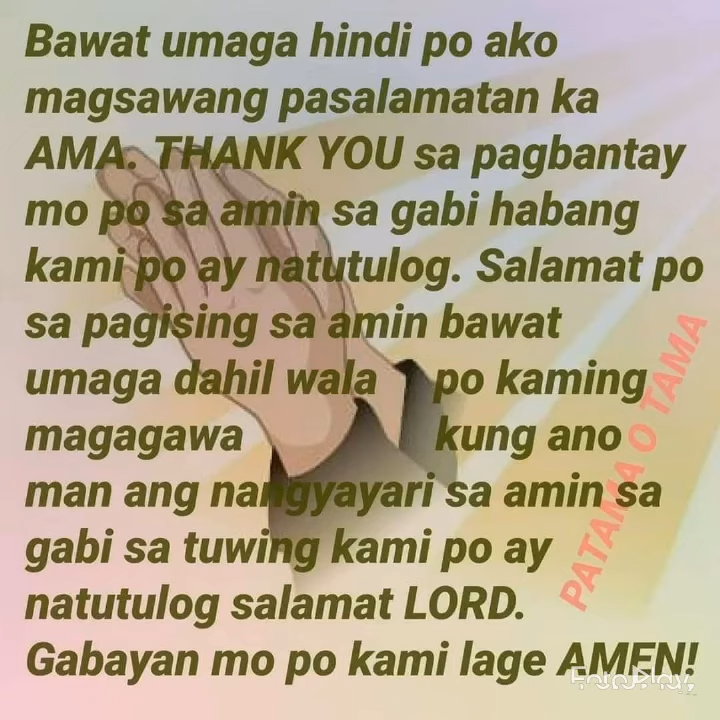 Bawat umaga hindi po ako
magsawang pasalamatan ka
AMA. THANK YOU sa pagbantay
mo po sa amin sa gabi habang
kami po ay natutulog. Salamat po
sa pagising sa amin bawat
umaga dahil wala po kaming
magagawa kung ano
man ang nangyayari sa amin sa
gabi sa tuwing kami po ay
natutulog salamat LORD.
Gabayan mo po kami lage AMEN!
PATAMA O TAMA
FotoPlay